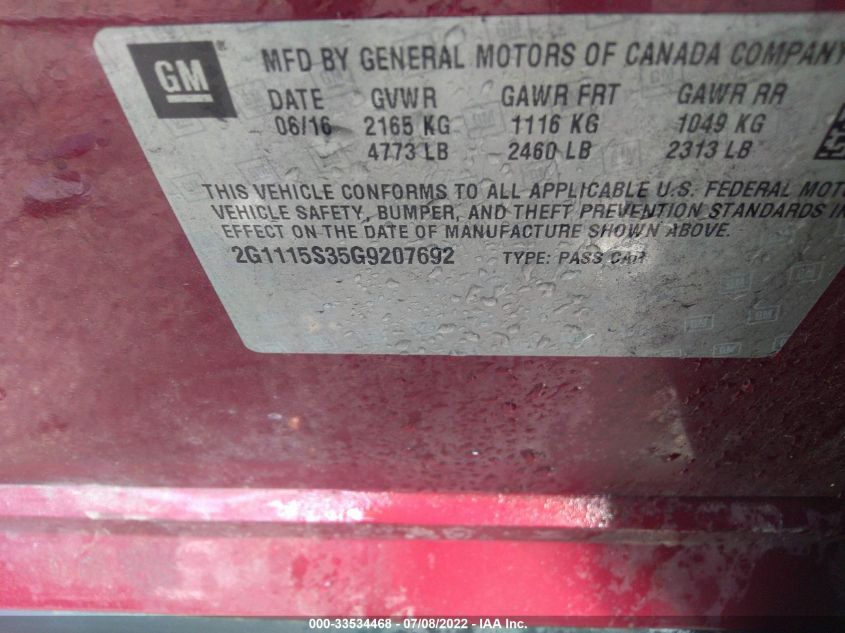 GM ® MFD BY GENERAL MOTORS OF CANADA COMPANY
DATE GVWR GAWR FRT GAWR RR
06/16 2165 KG 1116 KG 1049 KG
4773 LB 2460 LB 2313 LB
THIS VEHICLE CONFORMS TO ALL APPLICABLE U.S. FEDERAL MOT
VEHICLE SAFETY, BUMPER, AND THEFT PREVENTION STANDARDS IN
EFFECT ON THE DATE OF MANUFACTURE SHOWN ABOVE.
2G1115S35G9207692 TYPE: PASS CAR
000-33534468 - 07/08/2022 - IAA Inc.